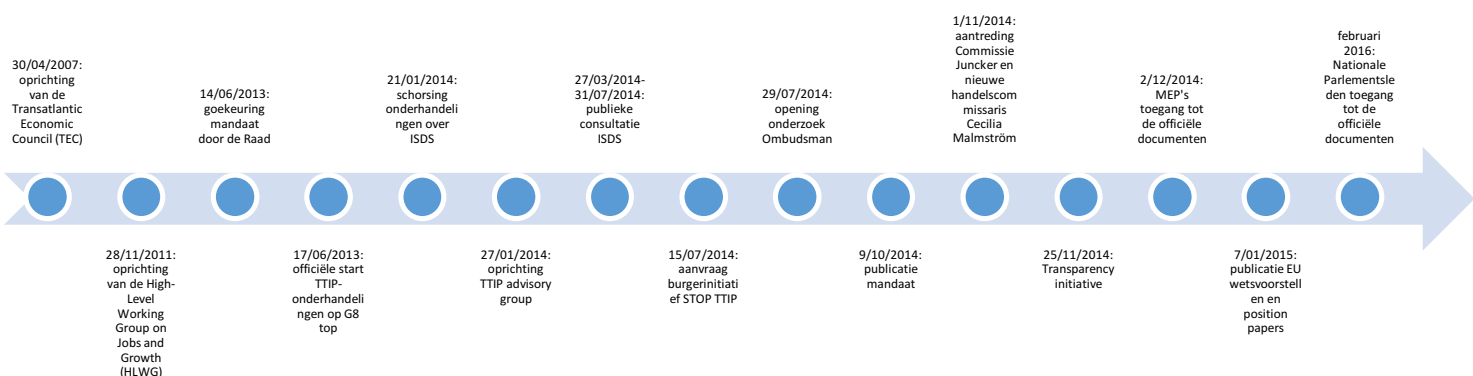 30/04/2007:
oprichting
van de
Transatlantic
Economic
Council (TEC)
28/11/2011:
oprichting
van de High-
Level
Working
Group on
Jobs and
Growth
(HLWG)
14/06/2013:
goekeuring
mandaat
door de Raad
17/06/2013:
officiële start
TTIP-
onderhandeli
ngen op G8
top
21/01/2014:
schorsing
onderhandeli
ngen over
ISDS
27/01/2014:
oprichting
TTIP advisory
group
27/03/2014-
31/07/2014:
publieke
consultatie
ISDS
15/07/2014:
aanvraag
burgerinitiati
ef STOP TTIP
29/07/2014:
opening
onderzoek
Ombudsman
9/10/2014:
publicatie
mandaat
1/11/2014:
aantreding
Commissie
Juncker en
nieuwe
handelscom
missaris
Cecilia
Malmström
25/11/2014:
Transparency
initiative
2/12/2014:
MEP's
toegang tot
de officiële
documenten
7/01/2015:
publicatie EU
wetsvoorstell
en en
position
papers
februari
2016:
Nationale
Parlementsle
den toegang
tot de
officiële
documenten